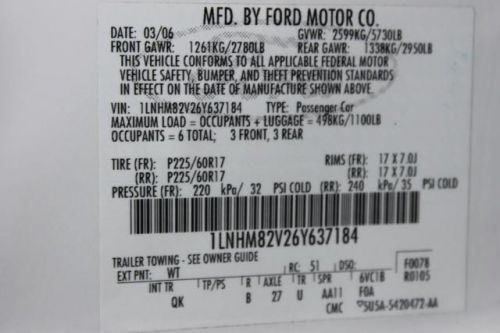 MFD. BY FORD MOTOR CO.
DATE: 03/06 GVWR: 2599KG/5730LB
FRONT GAWR: 1261KG/2780LB REAR GAWR: 1338KG/2950LB
THIS VEHICLE CONFORMS TO ALL APPLICABLE FEDERAL MOTOR
VEHICLE SAFETY, BUMPER, AND THEFT PREVENTION STANDARDS
IN EFFECT ON THE DATE OF MANUFACTURE SHOWN ABOVE.
VIN: 1LNHM82V26Y637184 TYPE: Passenger Car
MAXIMUM LOAD = OCCUPANTS + LUGGAGE = 498KG/1100LB
OCCUPANTS = 6 TOTAL; 3 FRONT, 3 REAR
TIRE (FR): P225/60R17 RIMS (FR): 17 X 7.0J
(RR): P225/60R17 (RR): 17 X 7.0J
PRESSURE (FR): 220 kPa/ 32 PSI COLD (RR): 240 kPa/ 35 PSI COLD
1LNHM82V26Y637184
TRAILER TOWING - SEE OWNER GUIDE
EXT PNT: WT RC: 51 DSO: F0078
INT TR TP/PS R AXLE TR SPR 6VC1B R0105
QK B 27 U AA11 FOA
CMC 5U5A-5420472-AA